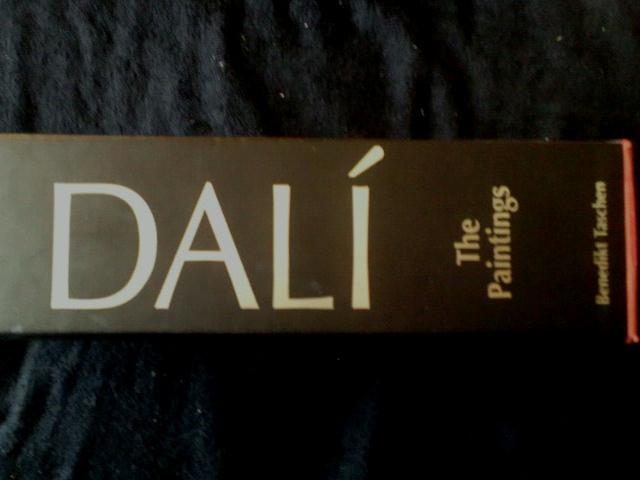 DALÍ
The
Paintings
Benedikt Taschen